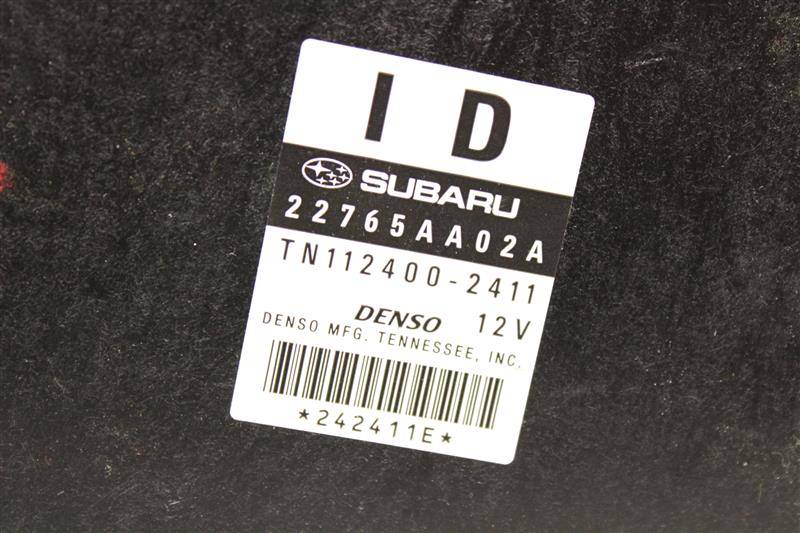 I D
SUBARU
22765AA02A
TN112400-2411
DENSO 12V
DENSO MFG. TENNESSEE, INC.
*242411E*